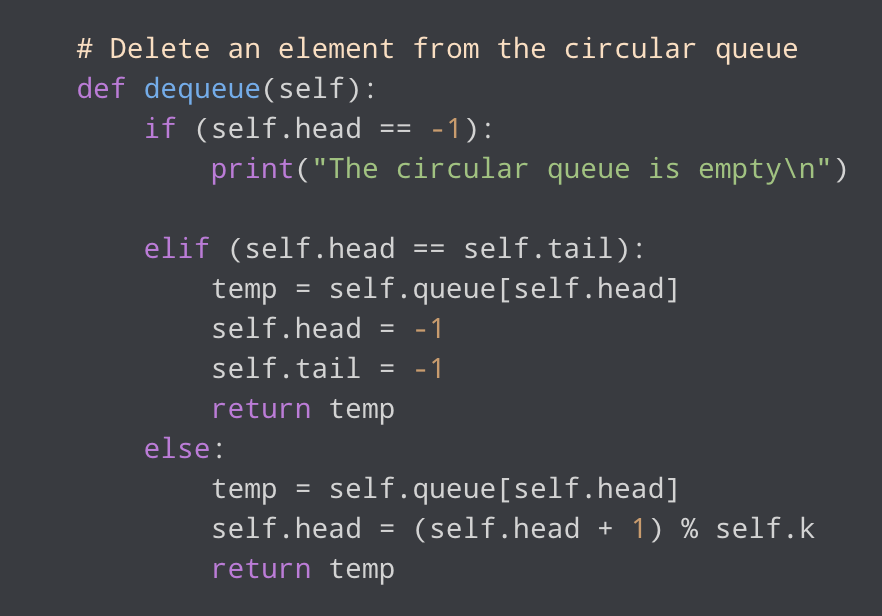 # Delete an element from the circular queue
def dequeue(self):
    if (self.head == -1):
        print("The circular queue is empty\n")

    elif (self.head == self.tail):
        temp = self.queue[self.head]
        self.head = -1
        self.tail = -1
        return temp
    else:
        temp = self.queue[self.head]
        self.head = (self.head + 1) % self.k
        return temp